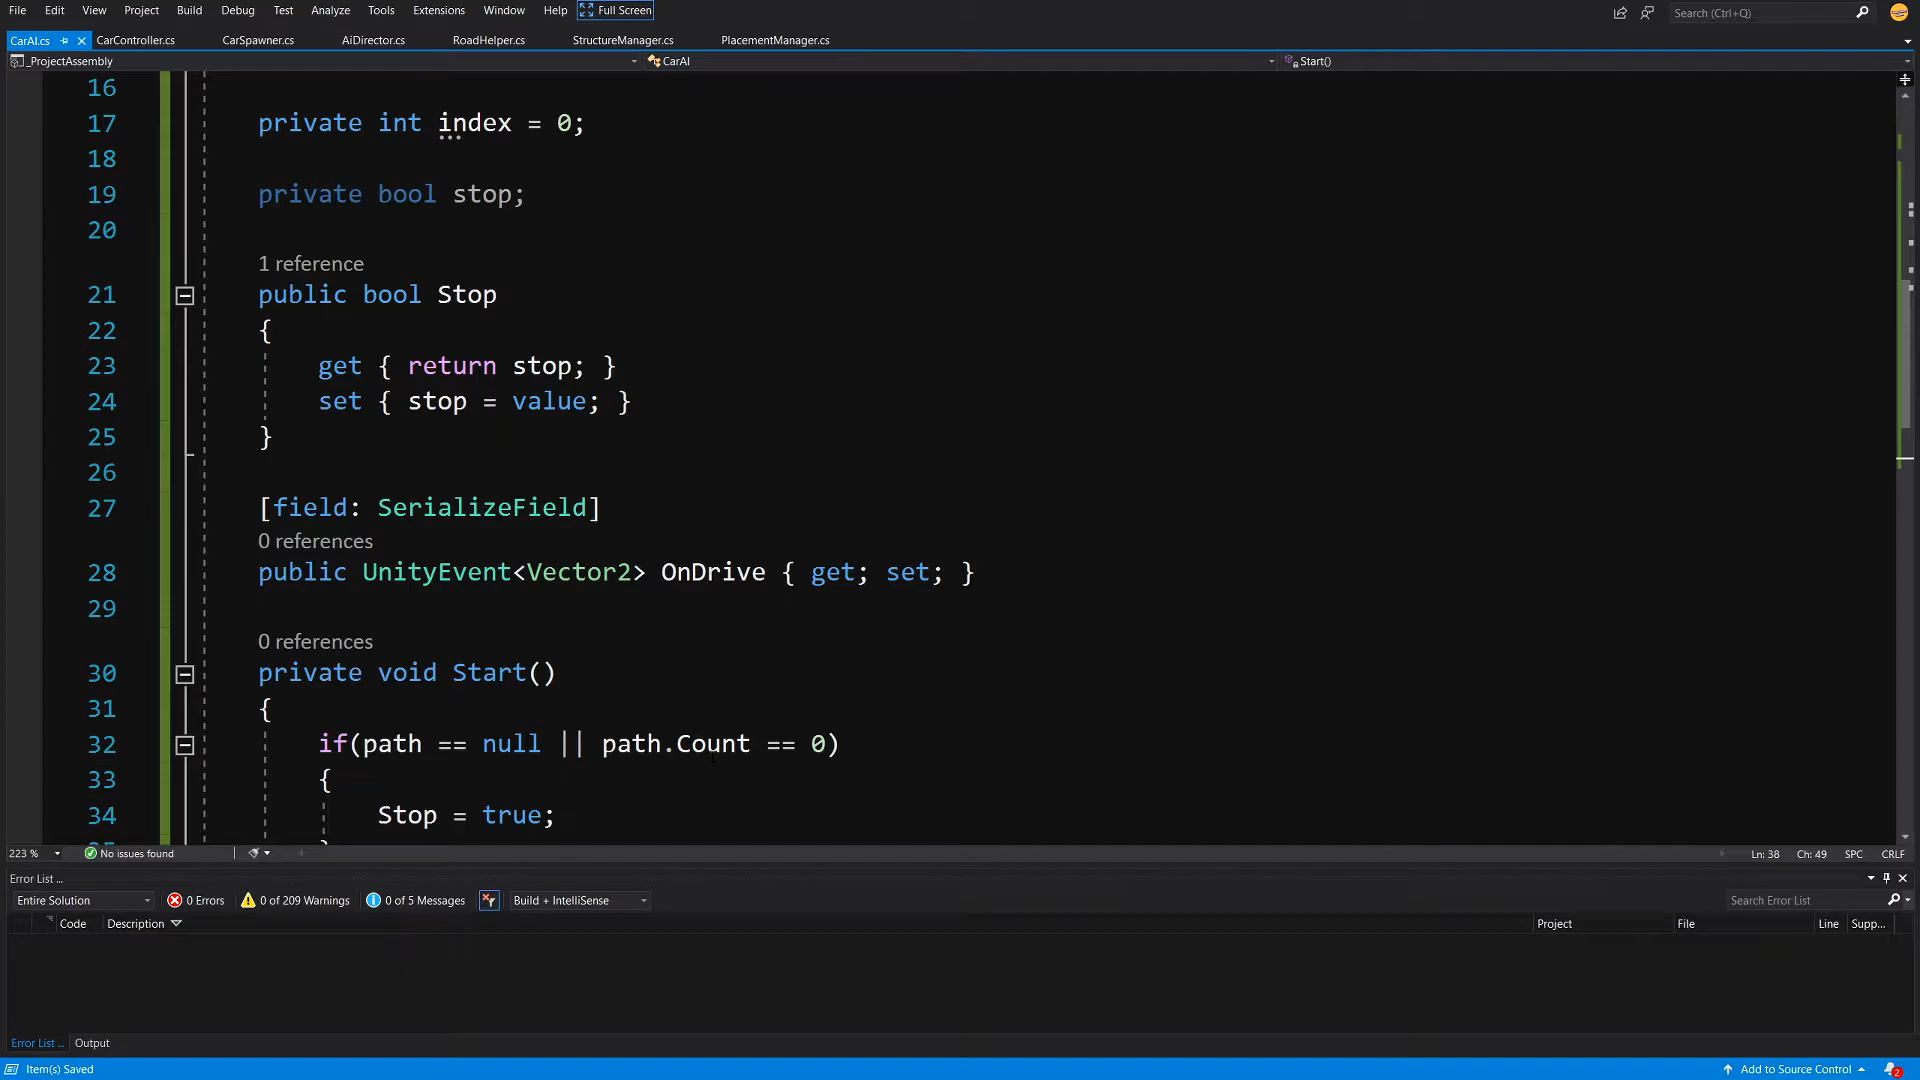 File Edit View Project Build Debug Test Analyze Tools Extensions Window Help Full Screen Search (Ctrl+Q)
CarAI.cs CarController.cs CarSpawner.cs AiDirector.cs RoadHelper.cs StructureManager.cs PlacementManager.cs
_ProjectAssembly CarAI Start()
16
17 private int index = 0;
18
19 private bool stop;
20
1 reference
21 public bool Stop
22 {
23 get { return stop; }
24 set { stop = value; }
25 }
26
27 [field: SerializeField]
0 references
28 public UnityEvent<Vector2> OnDrive { get; set; }
29
0 references
30 private void Start()
31 {
32 if(path == null || path.Count == 0)
33 {
34 Stop = true;
223 % No issues found Ln: 38 Ch: 49 SPC CRLF
Error List ...
Entire Solution 0 Errors 0 of 209 Warnings 0 of 5 Messages Build + IntelliSense Search Error List
Code Description Project File Line Supp...
Error List ... Output
Item(s) Saved Add to Source Control 2